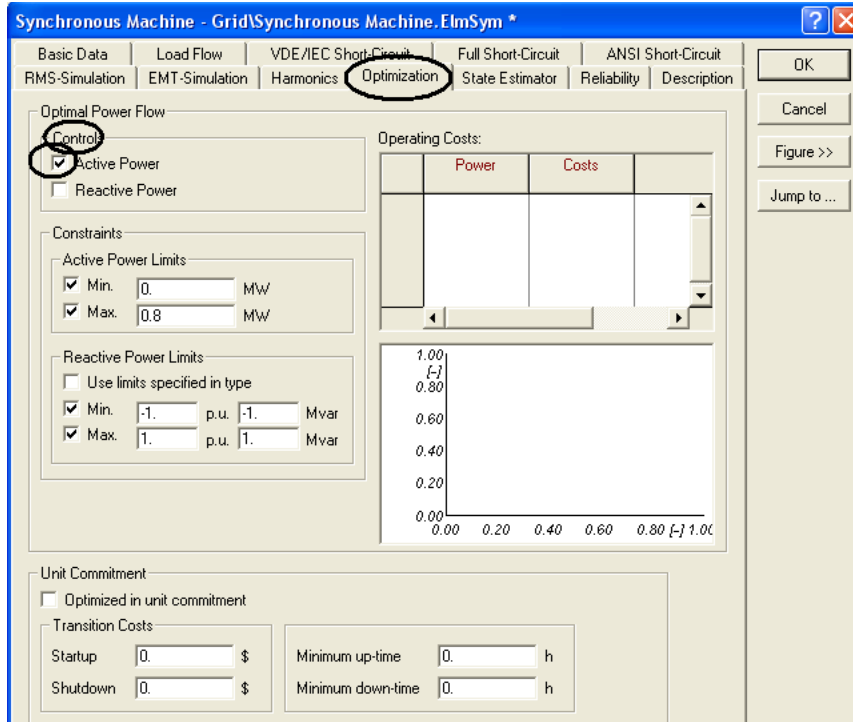 Synchronous Machine - Grid\Synchronous Machine.ElmSym *
Basic Data Load Flow VDE/IEC Short-Circuit Full Short-Circuit ANSI Short-Circuit
RMS-Simulation EMT-Simulation Harmonics Optimization State Estimator Reliability Description
OK
Cancel
Figure >>
Jump to ...
Optimal Power Flow
Controls
Active Power
Reactive Power
Operating Costs:
Power Costs
Constraints
Active Power Limits
Min. 0. MW
Max. 0.8 MW
Reactive Power Limits
Use limits specified in type
Min. -1. p.u. -1. Mvar
Max. 1. p.u. 1. Mvar
1.00
[-]
0.80
0.60
0.40
0.20
0.00
0.00 0.20 0.40 0.60 0.80 [-] 1.00
Unit Commitment
Optimized in unit commitment
Transition Costs
Startup 0. $ Minimum up-time 0. h
Shutdown 0. $ Minimum down-time 0. h